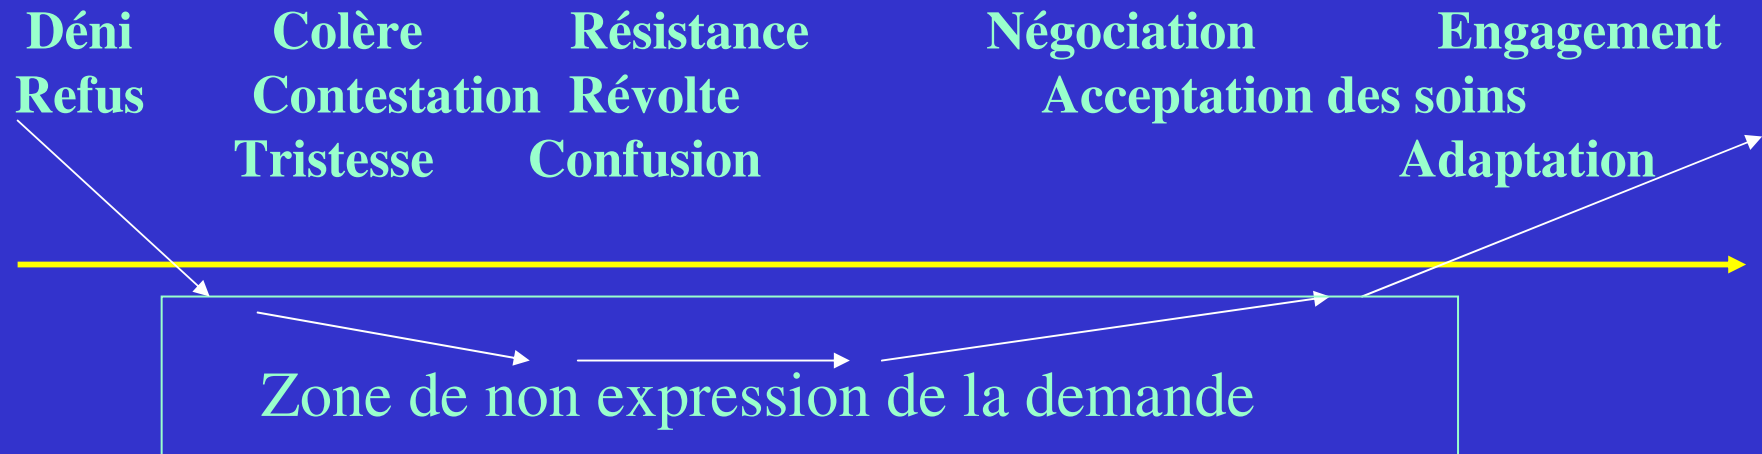 Déni Colère Résistance Négociation Engagement
Refus Contestation Révolte Acceptation des soins
Tristesse Confusion Adaptation
Zone de non expression de la demande